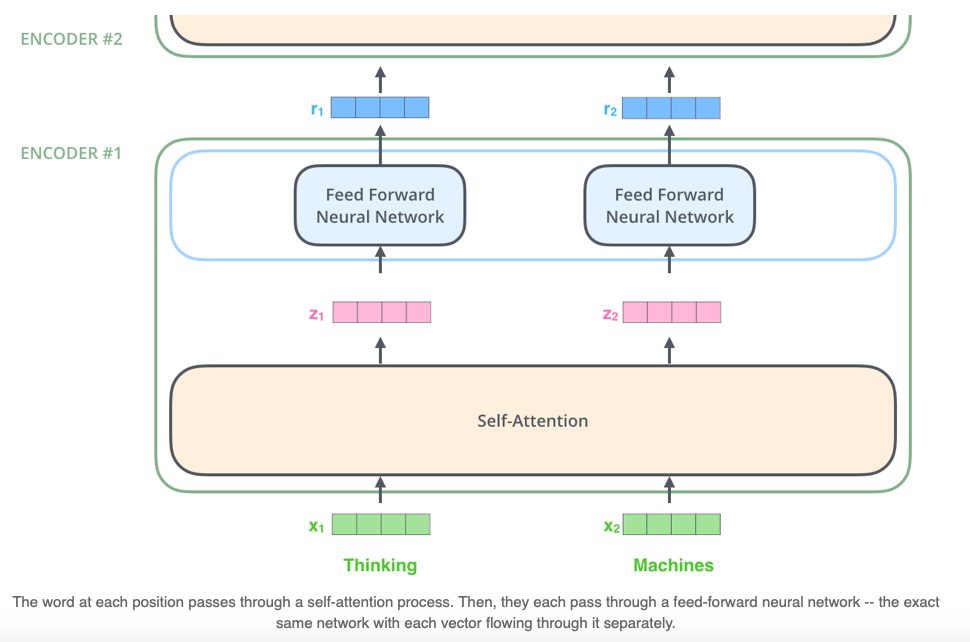 ENCODER #2
r1
r2
ENCODER #1
Feed Forward
Neural Network
Feed Forward
Neural Network
z1
z2
Self-Attention
x1
x2
Thinking
Machines
The word at each position passes through a self-attention process. Then, they each pass through a feed-forward neural network -- the exact
same network with each vector flowing through it separately.